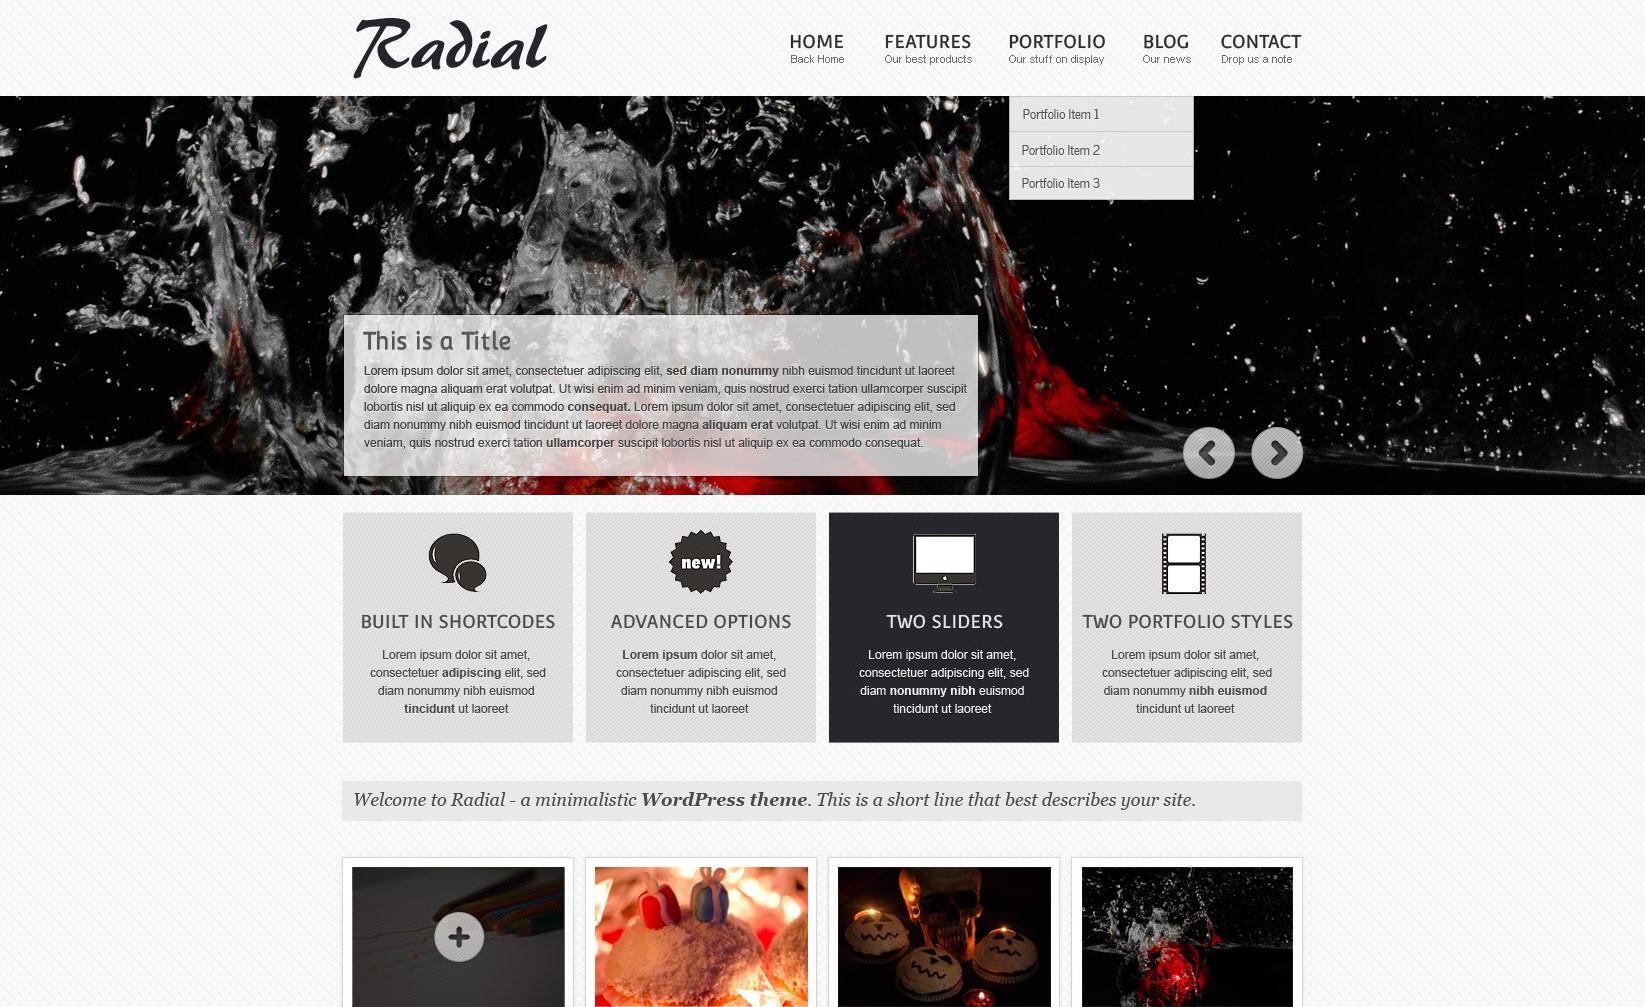 Radial
HOME
Back Home
FEATURES
Our best products
PORTFOLIO
Our stuff on display
BLOG
Our news
CONTACT
Drop us a note
Portfolio Item 1
Portfolio Item 2
Portfolio Item 3
This is a Title
Lorem ipsum dolor sit amet, consectetuer adipiscing elit, sed diam nonummy nibh euismod tincidunt ut laoreet
dolore magna aliquam erat volutpat. Ut wisi enim ad minim veniam, quis nostrud exerci tation ullamcorper suscipit
lobortis nisl ut aliquip ex ea commodo consequat. Lorem ipsum dolor sit amet, consectetuer adipiscing elit, sed
diam nonummy nibh euismod tincidunt ut laoreet dolore magna aliquam erat volutpat. Ut wisi enim ad minim
veniam, quis nostrud exerci tation ullamcorper suscipit lobortis nisl ut aliquip ex ea commodo consequat.
new!
BUILT IN SHORTCODES
Lorem ipsum dolor sit amet,
consectetuer adipiscing elit, sed
diam nonummy nibh euismod
tincidunt ut laoreet
ADVANCED OPTIONS
Lorem ipsum dolor sit amet,
consectetuer adipiscing elit, sed
diam nonummy nibh euismod
tincidunt ut laoreet
TWO SLIDERS
Lorem ipsum dolor sit amet,
consectetuer adipiscing elit, sed
diam nonummy nibh euismod
tincidunt ut laoreet
TWO PORTFOLIO STYLES
Lorem ipsum dolor sit amet,
consectetuer adipiscing elit, sed
diam nonummy nibh euismod
tincidunt ut laoreet
Welcome to Radial - a minimalistic WordPress theme. This is a short line that best describes your site.